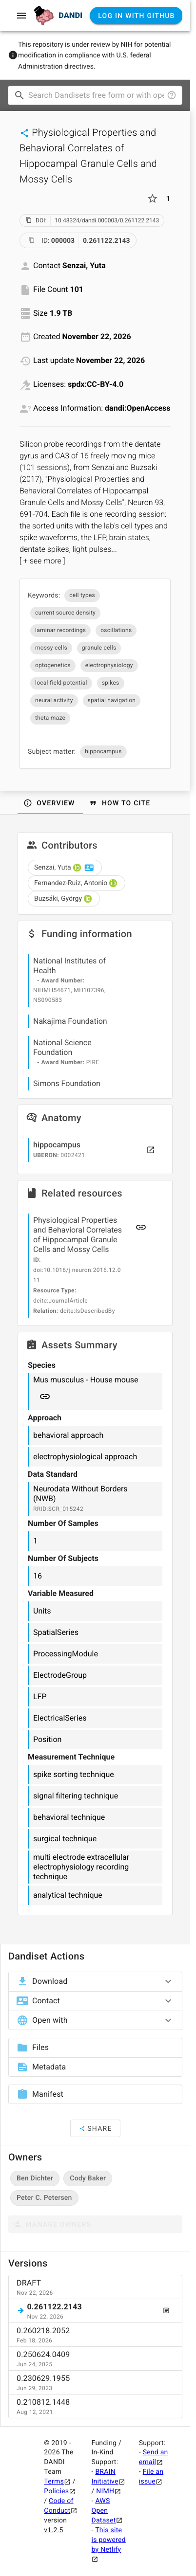 DANDI
LOG IN WITH GITHUB
This repository is under review by NIH for potential
modification in compliance with U.S. federal
Administration directives.
Search Dandisets free form or with ope
Physiological Properties and
Behavioral Correlates of
Hippocampal Granule Cells and
Mossy Cells
1
DOI: 10.48324/dandi.000003/0.261122.2143
ID: 000003 0.261122.2143
Contact Senzai, Yuta
File Count 101
Size 1.9 TB
Created November 22, 2026
Last update November 22, 2026
Licenses: spdx:CC-BY-4.0
Access Information: dandi:OpenAccess
Silicon probe recordings from the dentate
gyrus and CA3 of 16 freely moving mice
(101 sessions), from Senzai and Buzsáki
(2017), "Physiological Properties and
Behavioral Correlates of Hippocampal
Granule Cells and Mossy Cells", Neuron 93,
691-704. Each file is one session, about 30
putative units with the lab's cell types and
spike waveforms, the LFP, brain states,
dentate spikes, light pulses...
[ + see more ]
Keywords: cell types
current source density
laminar recordings oscillations
mossy cells granule cells
optogenetics electrophysiology
local field potential spikes
neural activity spatial navigation
theta maze
Subject matter: hippocampus
OVERVIEW
HOW TO CITE
Contributors
Senzai, Yuta
Fernandez-Ruiz, Antonio
Buzsáki, György
Funding information
National Institutes of
Health
- Award Number:
NIHMH54671, MH107396,
NS090583
Nakajima Foundation
National Science
Foundation
- Award Number: PIRE
Simons Foundation
Anatomy
hippocampus
UBERON: 0002421
Related resources
Physiological Properties
and Behavioral Correlates
of Hippocampal Granule
Cells and Mossy Cells
ID:
doi:10.1016/j.neuron.2016.12.0
11
Resource Type:
dcite:JournalArticle
Relation: dcite:IsDescribedBy
Assets Summary
Species
Mus musculus - House mouse
Approach
behavioral approach
electrophysiological approach
Data Standard
Neurodata Without Borders
(NWB)
RRID:SCR_015242
Number Of Samples
1
Number Of Subjects
16
Variable Measured
Units
SpatialSeries
ProcessingModule
ElectrodeGroup
LFP
ElectricalSeries
Position
Measurement Technique
spike sorting technique
signal filtering technique
behavioral technique
surgical technique
multi electrode extracellular
electrophysiology recording
technique
analytical technique
Dandiset Actions
Download
Contact
Open with
Files
Metadata
Manifest
SHARE
Owners
Ben Dichter Cody Baker
Peter C. Petersen
MANAGE OWNERS
Versions
DRAFT
Nov 22, 2026
0.261122.2143
Nov 22, 2026
0.260218.2052
Feb 18, 2026
0.250624.0409
Jun 24, 2025
0.230629.1955
Jun 29, 2023
0.210812.1448
Aug 12, 2021
© 2019 -
2026 The
DANDI
Team
Terms /
Policies
/ Code of
Conduct
version
v1.2.5
Funding /
In-Kind
Support:
- BRAIN
Initiative
/ NIMH
- AWS
Open
Dataset
- This site
is powered
by Netlify
Support:
- Send an
email
- File an
issue